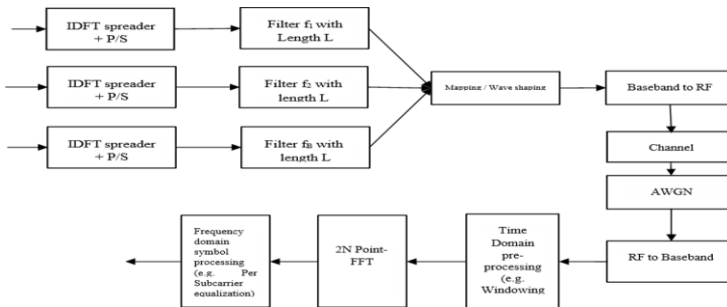 IDFT spreader
+ P/S
Filter f₁ with
Length L
IDFT spreader
+ P/S
Filter f₂ with
length L
Mapping / Wave shaping
Baseband to RF
IDFT spreader
+ P/S
Filter fB with
length L
Channel
AWGN
RF to Baseband
Time
Domain
pre-
processing
(e.g.
Windowing
2N Point-
FFT
Frequency
domain
symbol
processing
(e.g. Per
Subcarrier
equalization)